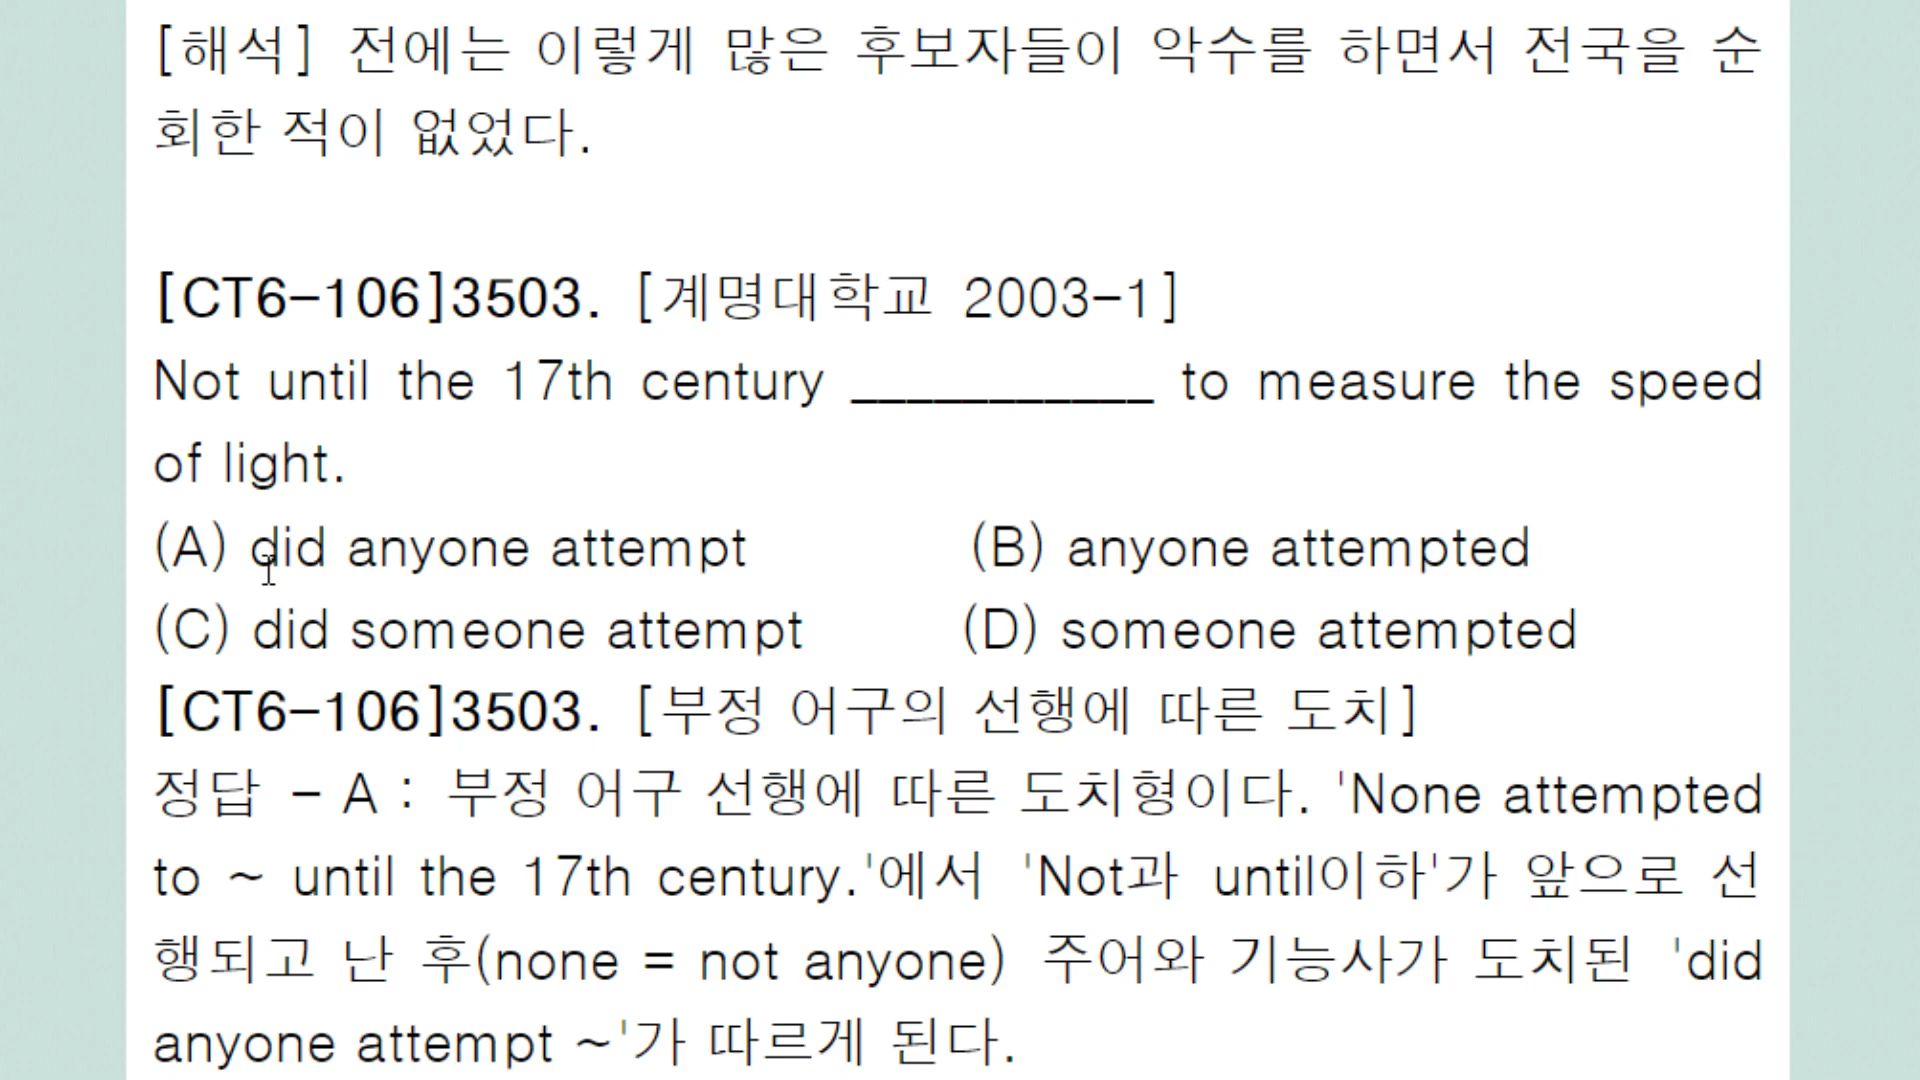 [해석] 전에는 이렇게 많은 후보자들이 악수를 하면서 전국을 순
회한 적이 없었다.
[CT6-106]3503. [계명대학교 2003-1]
Not until the 17th century ___________ to measure the speed
of light.
(A) did anyone attempt (B) anyone attempted
(C) did someone attempt (D) someone attempted
[CT6-106]3503. [부정 어구의 선행에 따른 도치]
정답 - A : 부정 어구 선행에 따른 도치형이다. 'None attempted
to ~ until the 17th century.'에서 'Not과 until이하'가 앞으로 선
행되고 난 후(none = not anyone) 주어와 기능사가 도치된 'did
anyone attempt ~'가 따르게 된다.